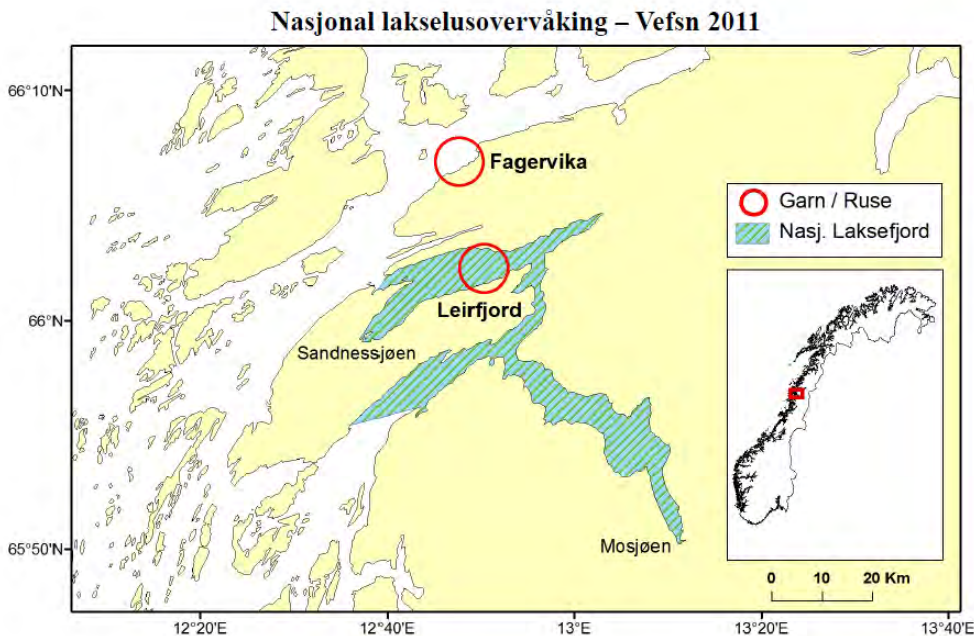 Nasjonal lakselusovervåking – Vefsn 2011
66°10'N
Fagervika
Garn / Ruse
Nasj. Laksefjord
Leirfjord
66°N
Sandnessjøen
65°50'N
Mosjøen
0 10 20 Km
12°20'E 12°40'E 13°E 13°20'E 13°40'E